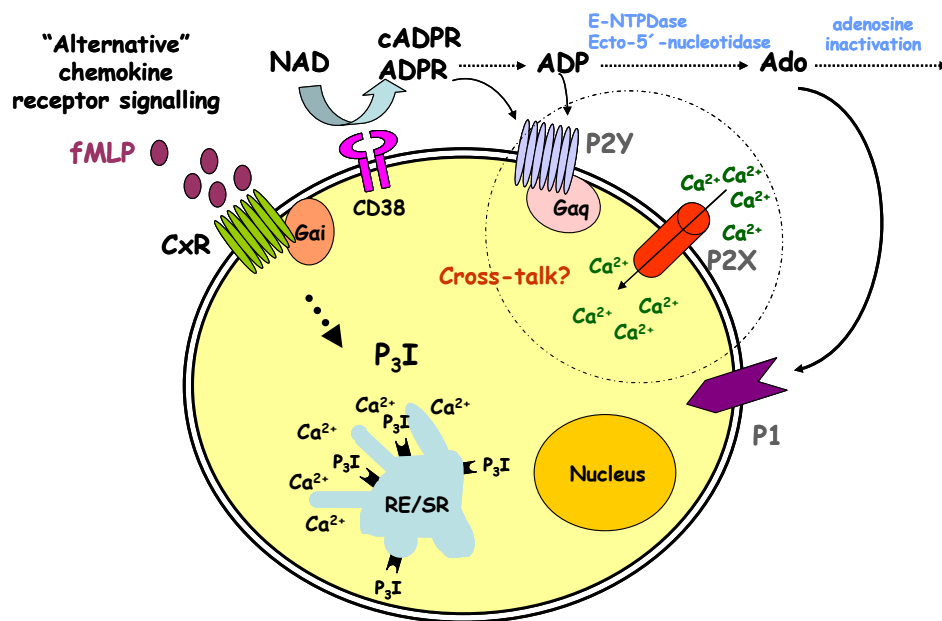 “Alternative”
chemokine
receptor signalling
NAD
cADPR
ADPR
ADP
E-NTPDase
Ecto-5´-nucleotidase
Ado
adenosine
inactivation
fMLP
CxR
Gai
CD38
P2Y
Gaq
Ca²⁺
Ca²⁺
Ca²⁺
Ca²⁺
P2X
Cross-talk?
Ca²⁺
Ca²⁺
Ca²⁺
Ca²⁺
P₃I
P1
Ca²⁺
Ca²⁺
P₃I
Ca²⁺
P₃I
P₃I
Ca²⁺
RE/SR
Ca²⁺
P₃I
Nucleus